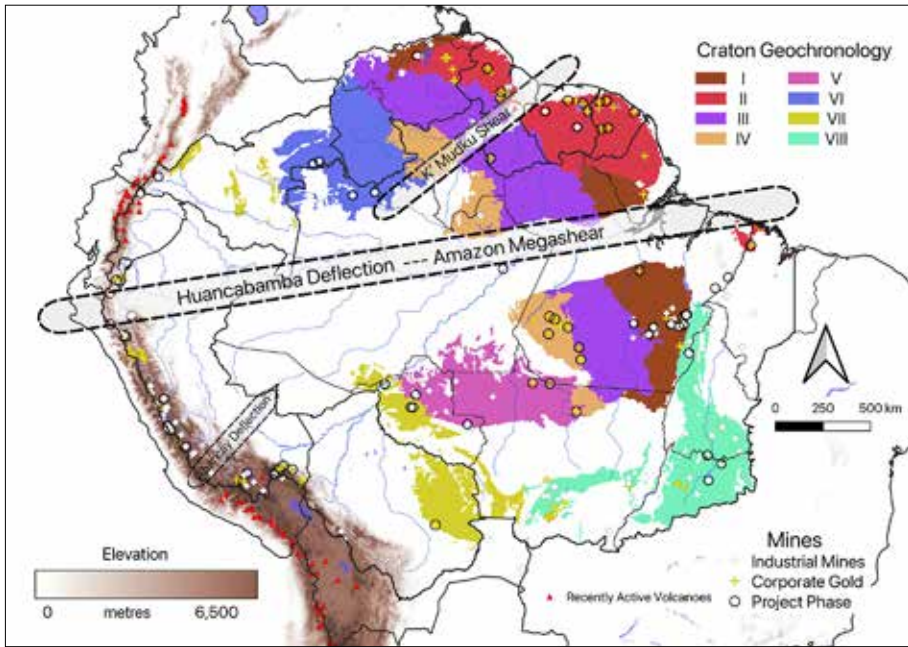 Craton Geochronology
I V
II VI
III VII
IV VIII
K' Mudku Shear
Huancabamba Deflection --- Amazon Megashear
Deflection
0 250 500 km
Elevation
0 metres 6,500
Recently Active Volcanoes
Mines
Industrial Mines
Corporate Gold
Project Phase